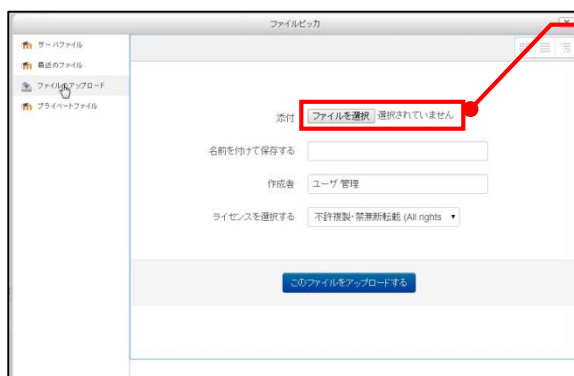 ファイルピッカ
サーバファイル
最近のファイル
ファイルのアップロード
プライベートファイル
添付 ファイルを選択 選択されていません
名前を付けて保存する
作成者 ユーザ 管理
ライセンスを選択する 不許複製・禁無断転載 (All rights
このファイルをアップロードする